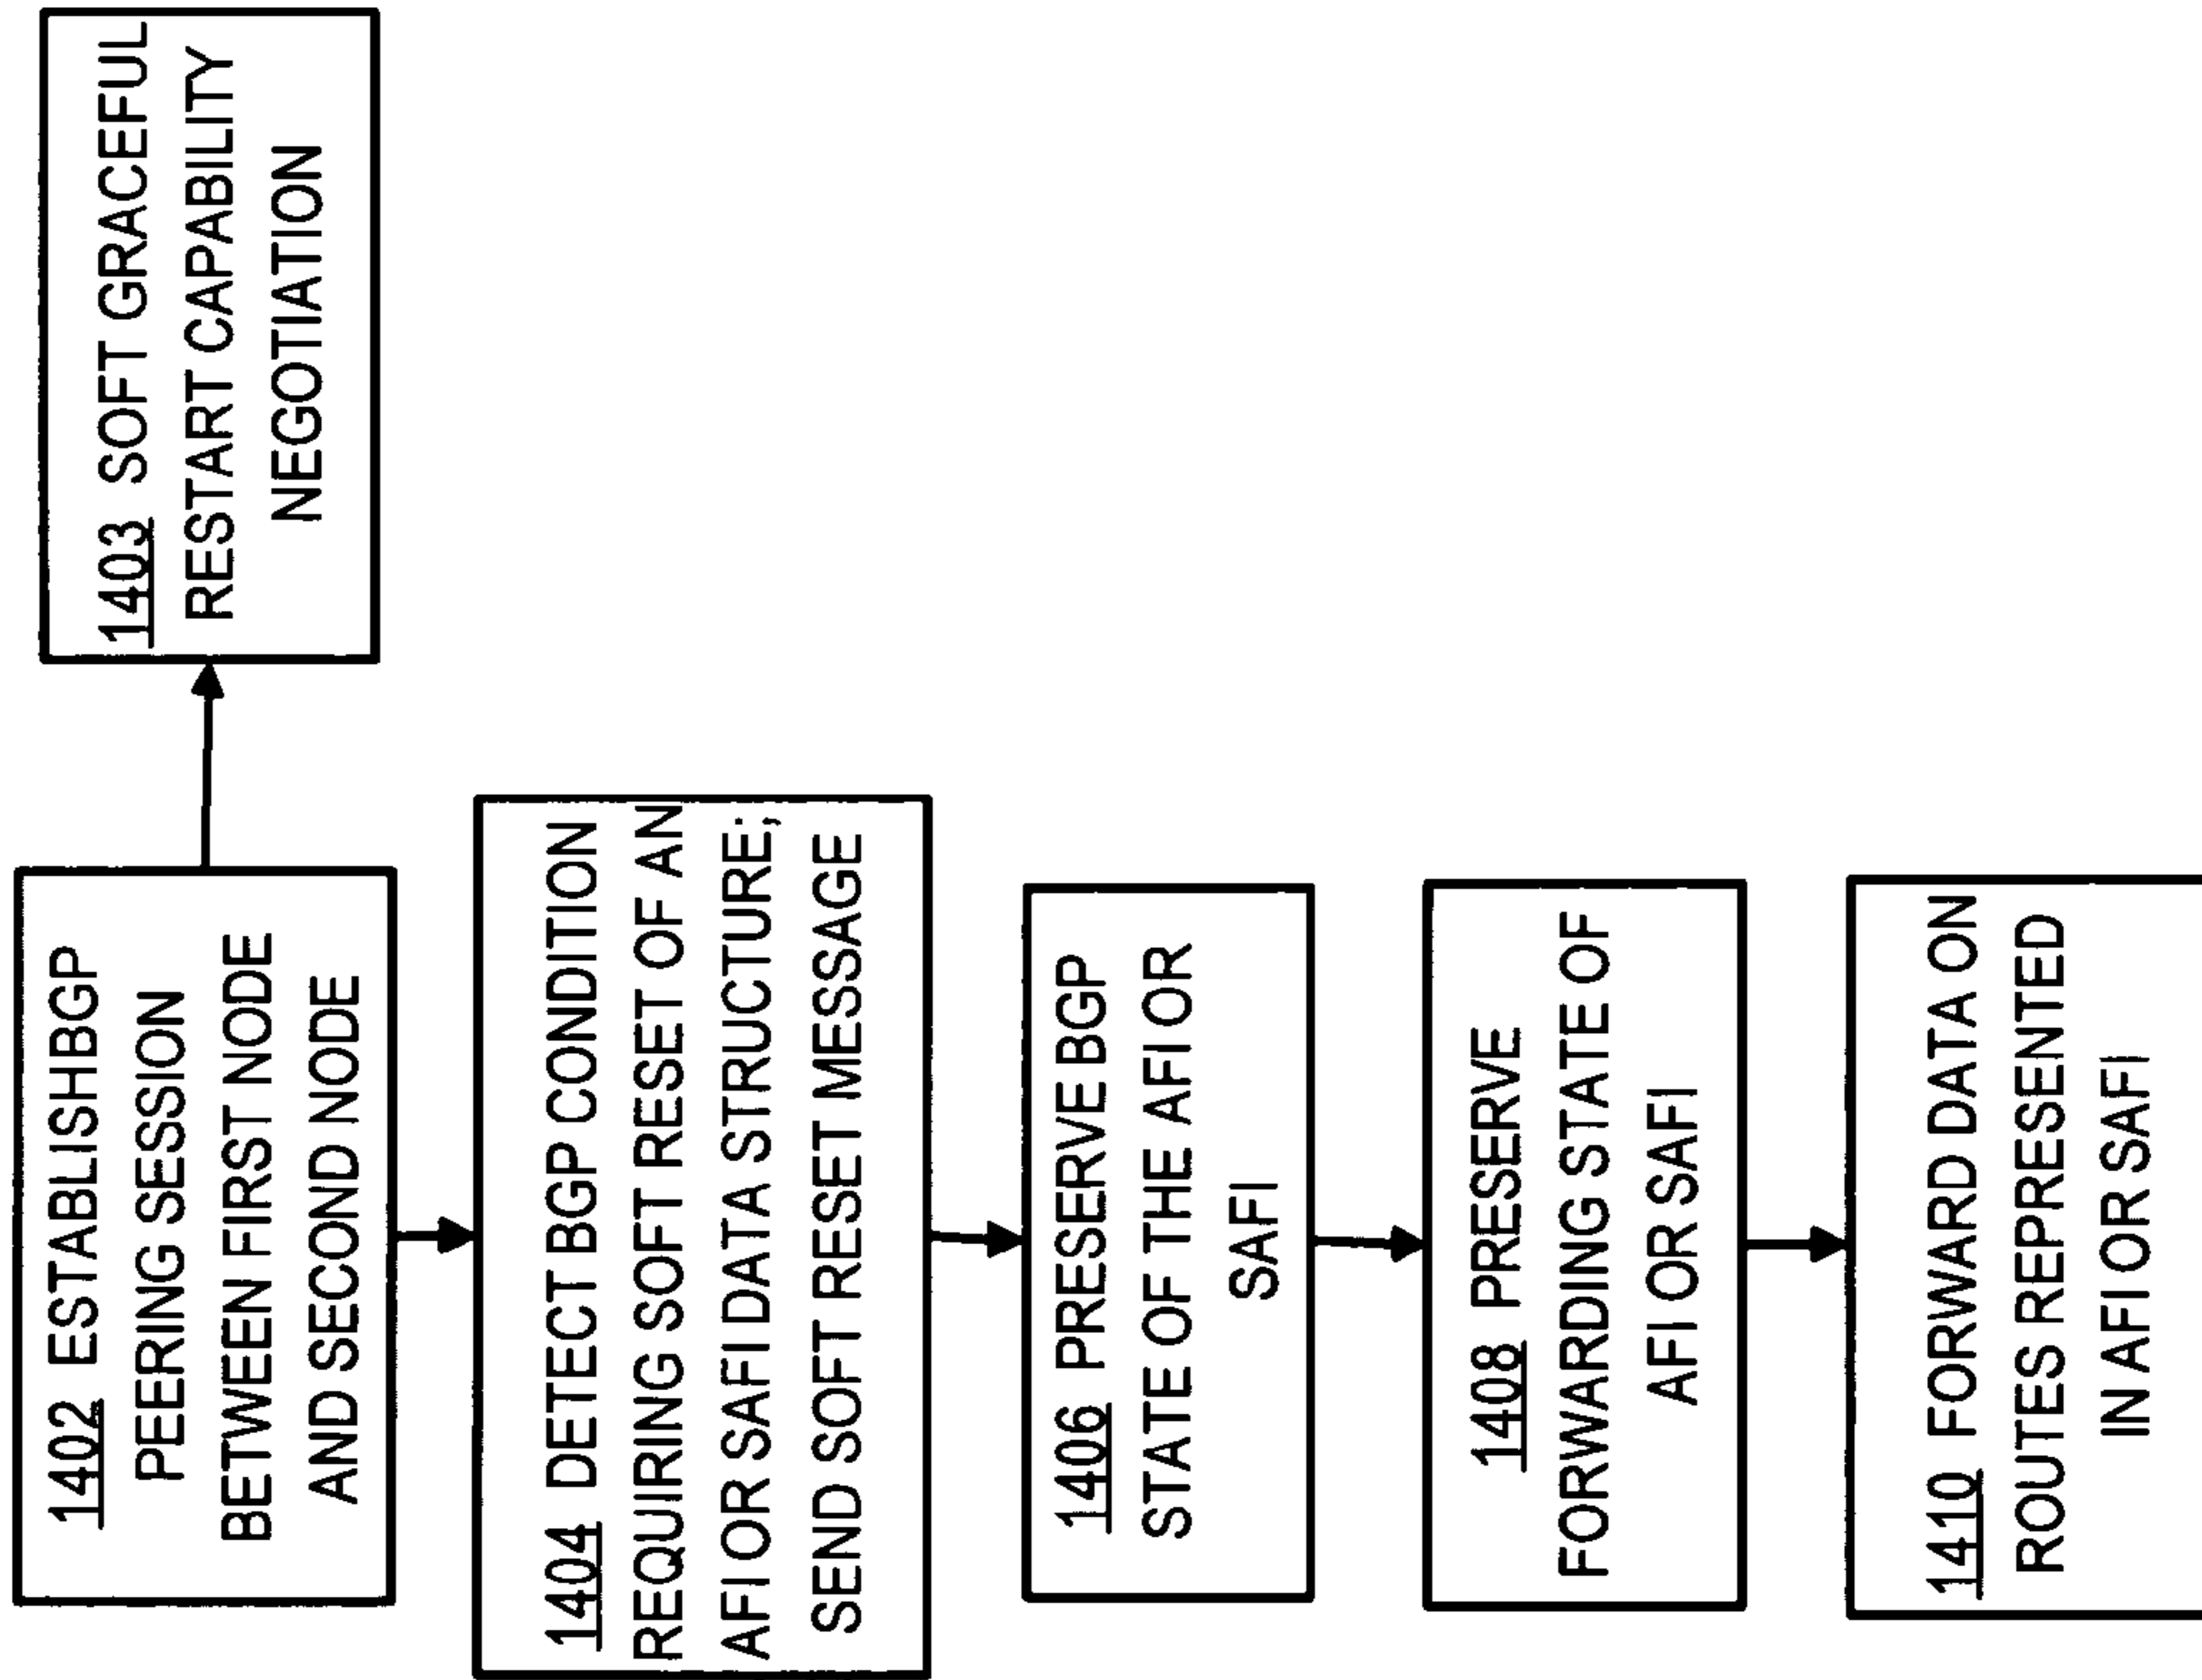 1402 ESTABLISHBGP
PEERING SESSION
BETWEEN FIRST NODE
AND SECOND NODE
1403 SOFT GRACEFUL
RESTART CAPABILITY
NEGOTIATION
1404 DETECT BGP CONDITION
REQUIRING SOFT RESET OF AN
AFI OR SAFI DATA STRUCTURE;
SEND SOFT RESET MESSAGE
1406 PRESERVE BGP
STATE OF THE AFI OR
SAFI
1408 PRESERVE
FORWARDING STATE OF
AFI OR SAFI
1410 FORWARD DATA ON
ROUTES REPRESENTED
IN AFI OR SAFI